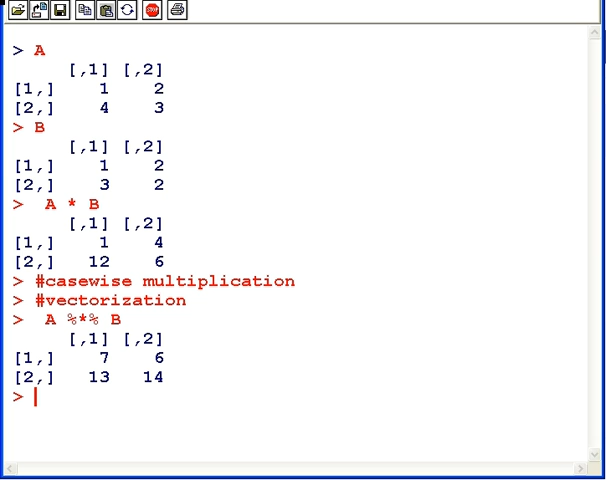 > A
     [,1] [,2]
[1,]    1    2
[2,]    4    3
> B
     [,1] [,2]
[1,]    1    2
[2,]    3    2
>  A * B
     [,1] [,2]
[1,]    1    4
[2,]   12    6
> #casewise multiplication
> #vectorization
>  A %*% B
     [,1] [,2]
[1,]    7    6
[2,]   13   14
>